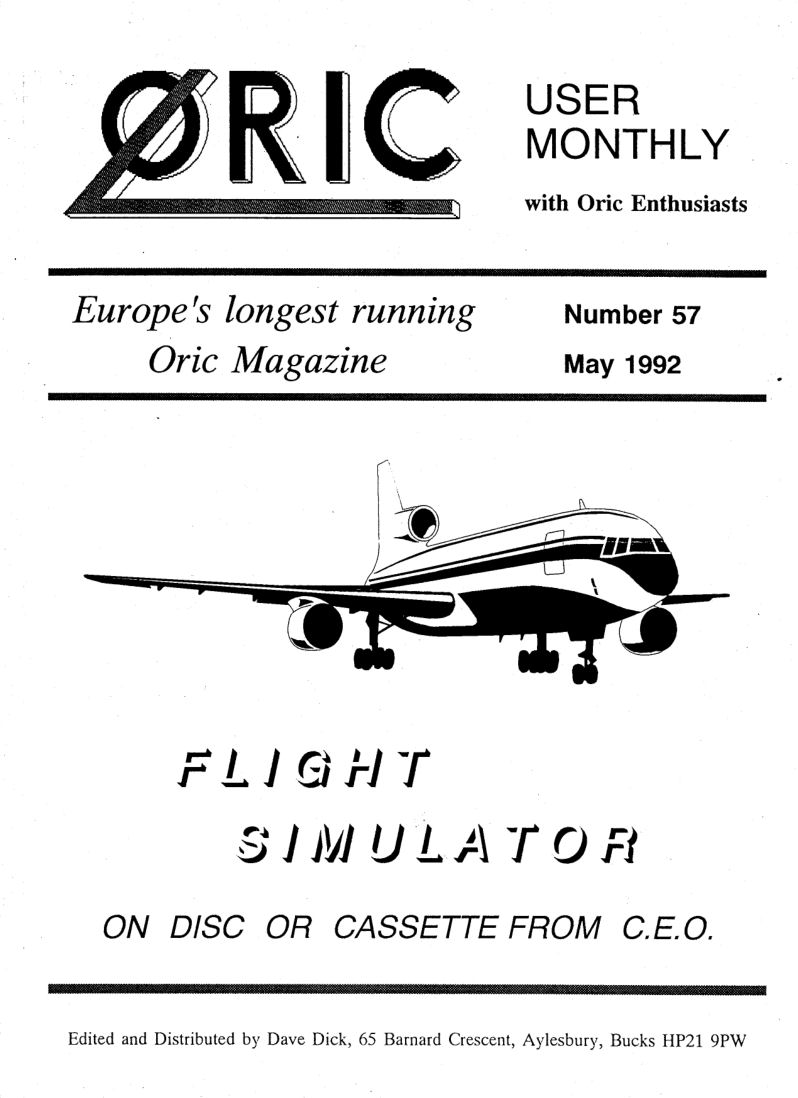 ORIC
USER
MONTHLY
with Oric Enthusiasts
Europe's longest running
Oric Magazine
Number 57
May 1992
FLIGHT
SIMULATOR
ON DISC OR CASSETTE FROM C.E.O.
Edited and Distributed by Dave Dick, 65 Barnard Crescent, Aylesbury, Bucks HP21 9PW